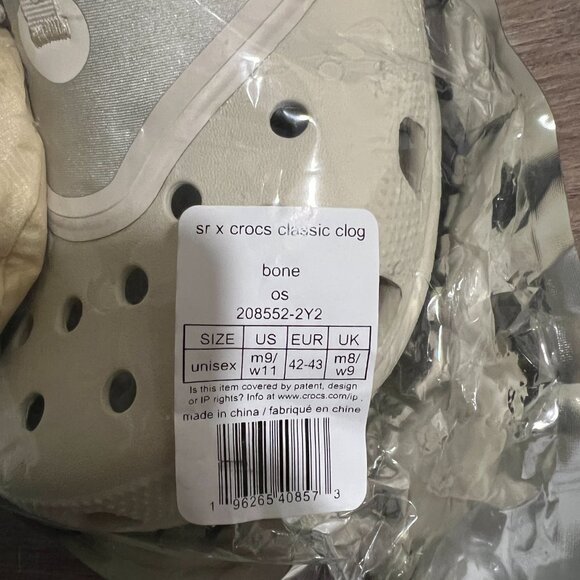 sr x crocs classic clog
bone
os
208552-2Y2
SIZE US EUR UK
unisex m9/w11 42-43 m8/w9
Is this item covered by patent, design
or IP rights? Info at www.crocs.com/ip.
made in china / fabriqué en chine
1 96265 40857 3